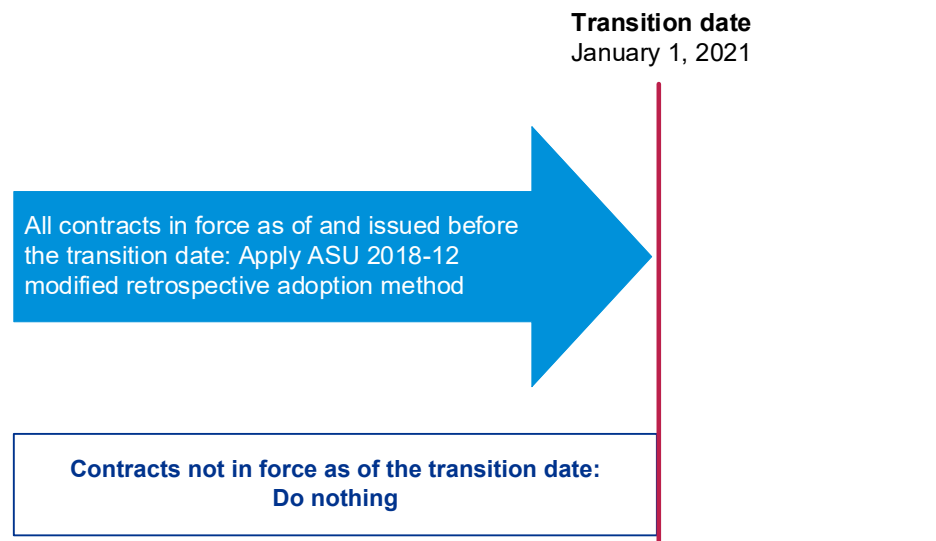 Transition date
January 1, 2021
All contracts in force as of and issued before
the transition date: Apply ASU 2018-12
modified retrospective adoption method
Contracts not in force as of the transition date:
Do nothing